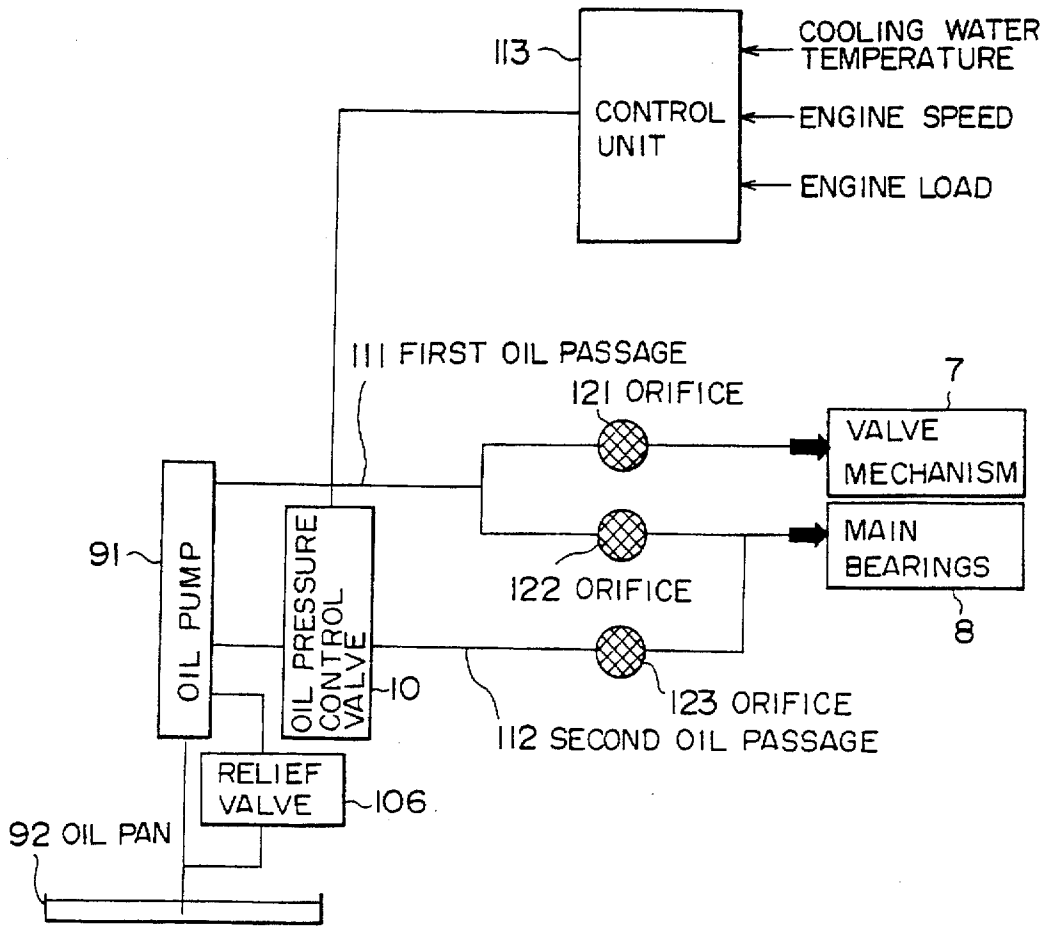 113
CONTROL
UNIT
COOLING WATER
TEMPERATURE
ENGINE SPEED
ENGINE LOAD
111 FIRST OIL PASSAGE
121 ORIFICE
7
VALVE
MECHANISM
91
OIL PUMP
OIL PRESSURE
CONTROL
VALVE
10
122 ORIFICE
MAIN
BEARINGS
8
123 ORIFICE
112 SECOND OIL PASSAGE
RELIEF
VALVE
106
92 OIL PAN